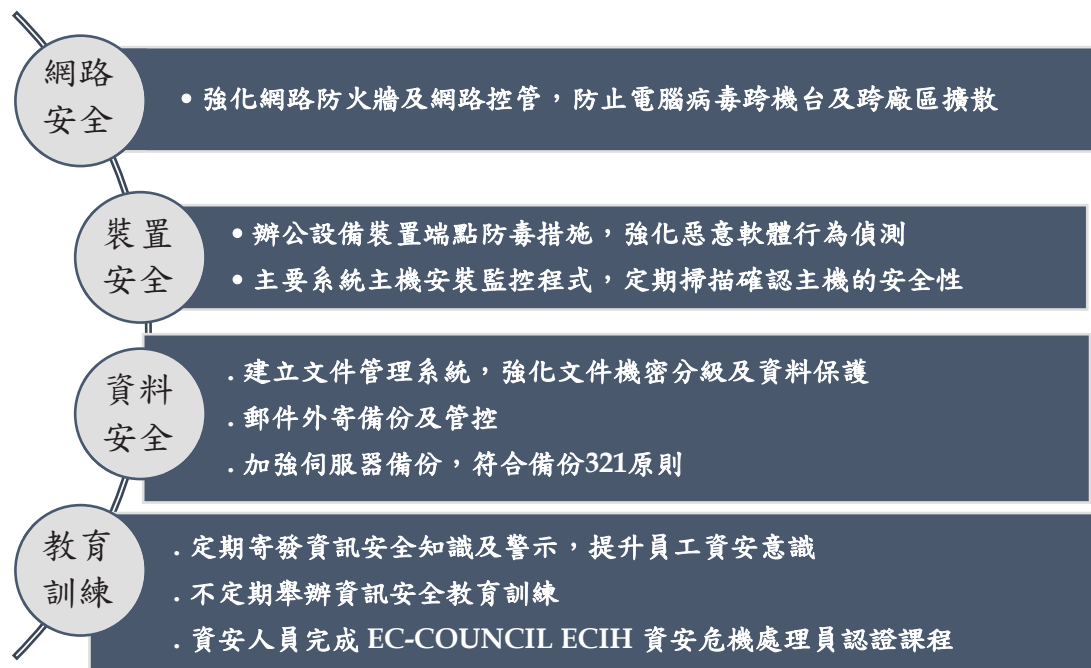 網路
安全
• 強化網路防火牆及網路控管，防止電腦病毒跨機台及跨廠區擴散
裝置
安全
• 辦公設備裝置端點防毒措施，強化惡意軟體行為偵測
• 主要系統主機安裝監控程式，定期掃描確認主機的安全性
資料
安全
. 建立文件管理系統，強化文件機密分級及資料保護
. 郵件外寄備份及管控
. 加強伺服器備份，符合備份321原則
教育
訓練
. 定期寄發資訊安全知識及警示，提升員工資安意識
. 不定期舉辦資訊安全教育訓練
. 資安人員完成 EC-COUNCIL ECIH 資安危機處理員認證課程